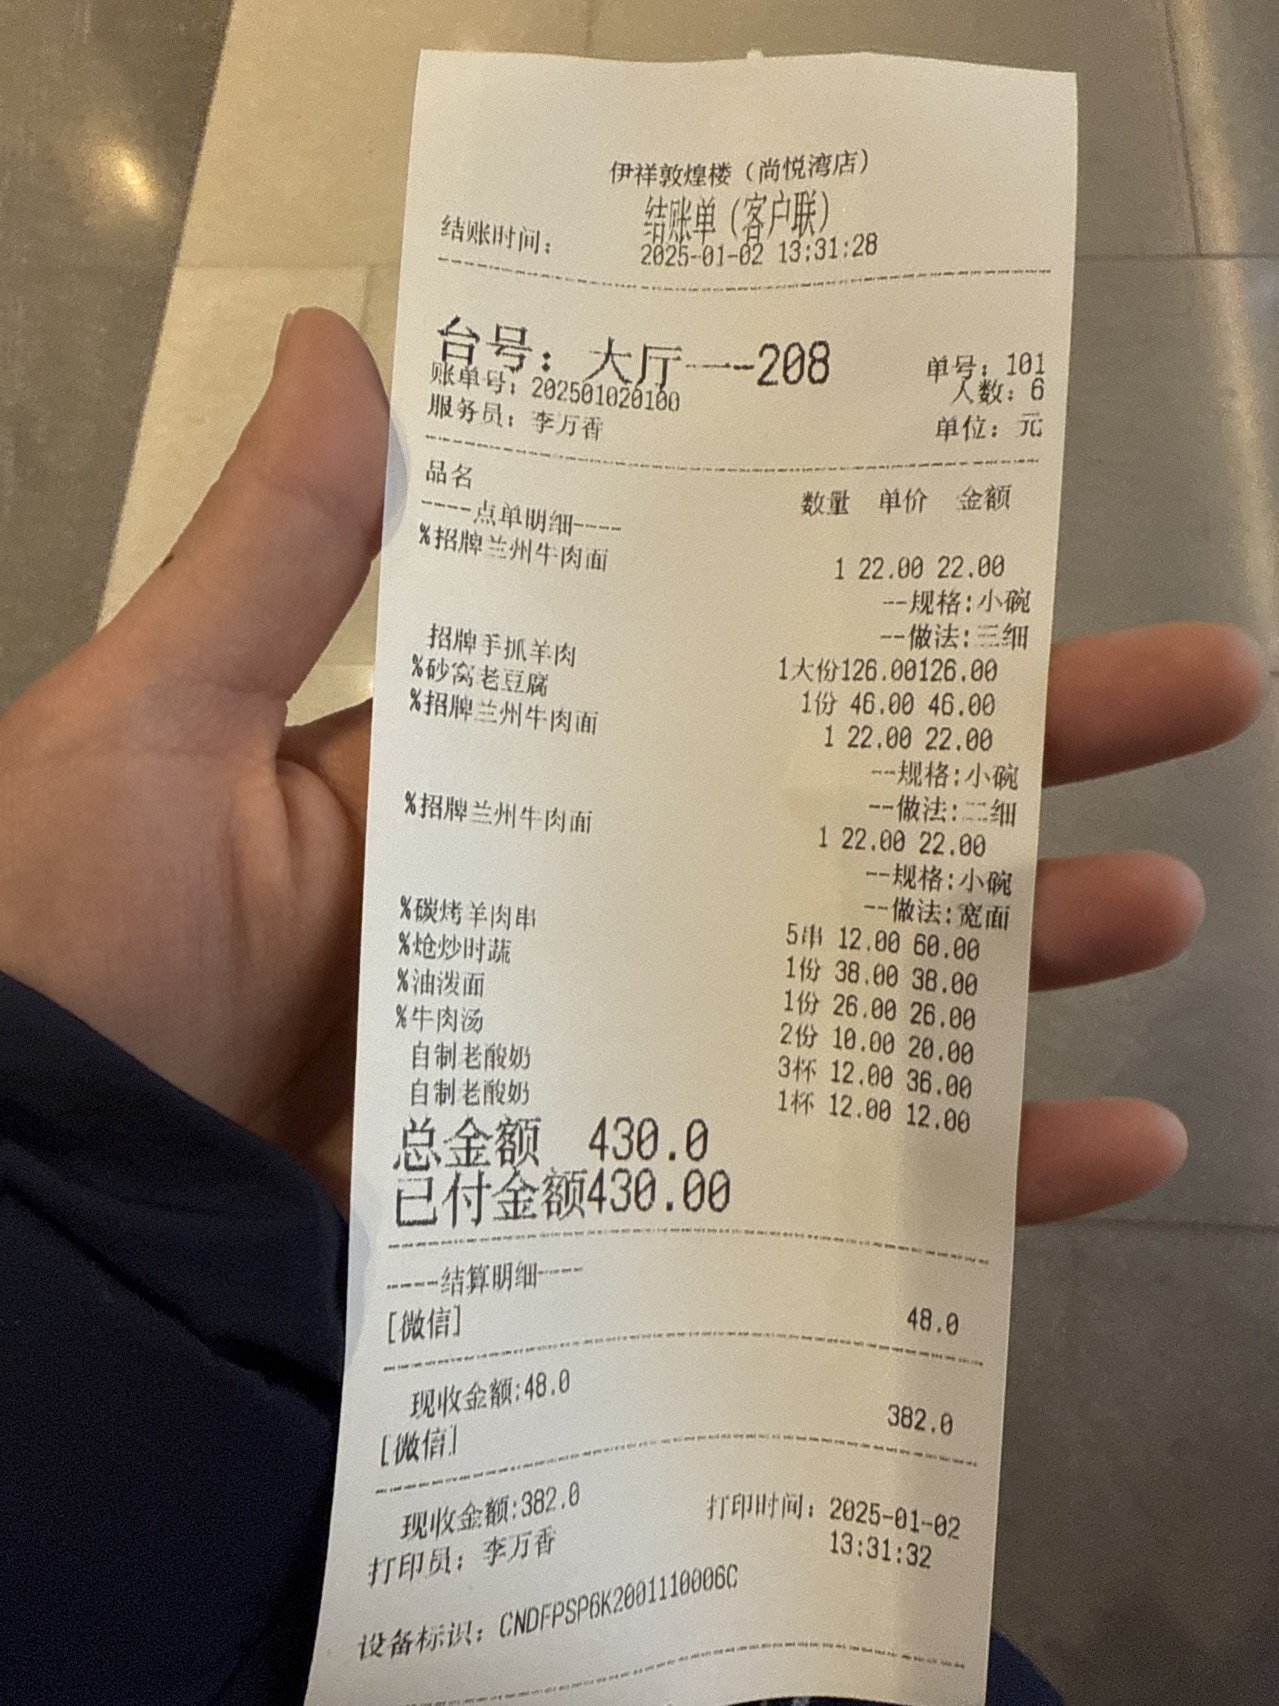 伊祥敦煌楼（尚悦湾店）
结账单（客户联）
结账时间： 2025-01-02 13:31:28
台号：大厅---208 单号：101
账单号：202501020100 人数：6
服务员：李万香 单位：元
品名 数量 单价 金额
----点单明细----
%招牌兰州牛肉面 1 22.00 22.00
--规格:小碗
--做法:三细
招牌手抓羊肉 1大份126.00126.00
%砂窝老豆腐 1份 46.00 46.00
%招牌兰州牛肉面 1 22.00 22.00
--规格:小碗
--做法:二细
%招牌兰州牛肉面 1 22.00 22.00
--规格:小碗
--做法:宽面
%碳烤羊肉串 5串 12.00 60.00
%炝炒时蔬 1份 38.00 38.00
%油泼面 1份 26.00 26.00
%牛肉汤 2份 10.00 20.00
自制老酸奶 3杯 12.00 36.00
自制老酸奶 1杯 12.00 12.00
总金额 430.0
已付金额430.00
----结算明细----
[微信] 48.0
现收金额:48.0
[微信] 382.0
现收金额:382.0
打印员：李万香 打印时间：2025-01-02
13:31:32
设备标识：CNDFPSP6K2001110006C